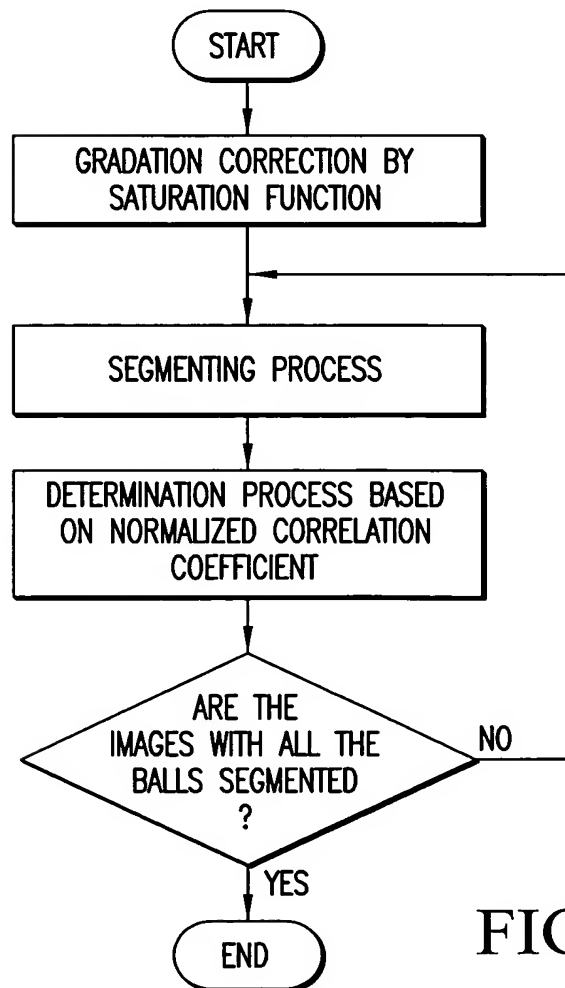 START
GRADATION CORRECTION BY
SATURATION FUNCTION
SEGMENTING PROCESS
DETERMINATION PROCESS BASED
ON NORMALIZED CORRELATION
COEFFICIENT
ARE THE
IMAGES WITH ALL THE
BALLS SEGMENTED
?
NO
YES
END